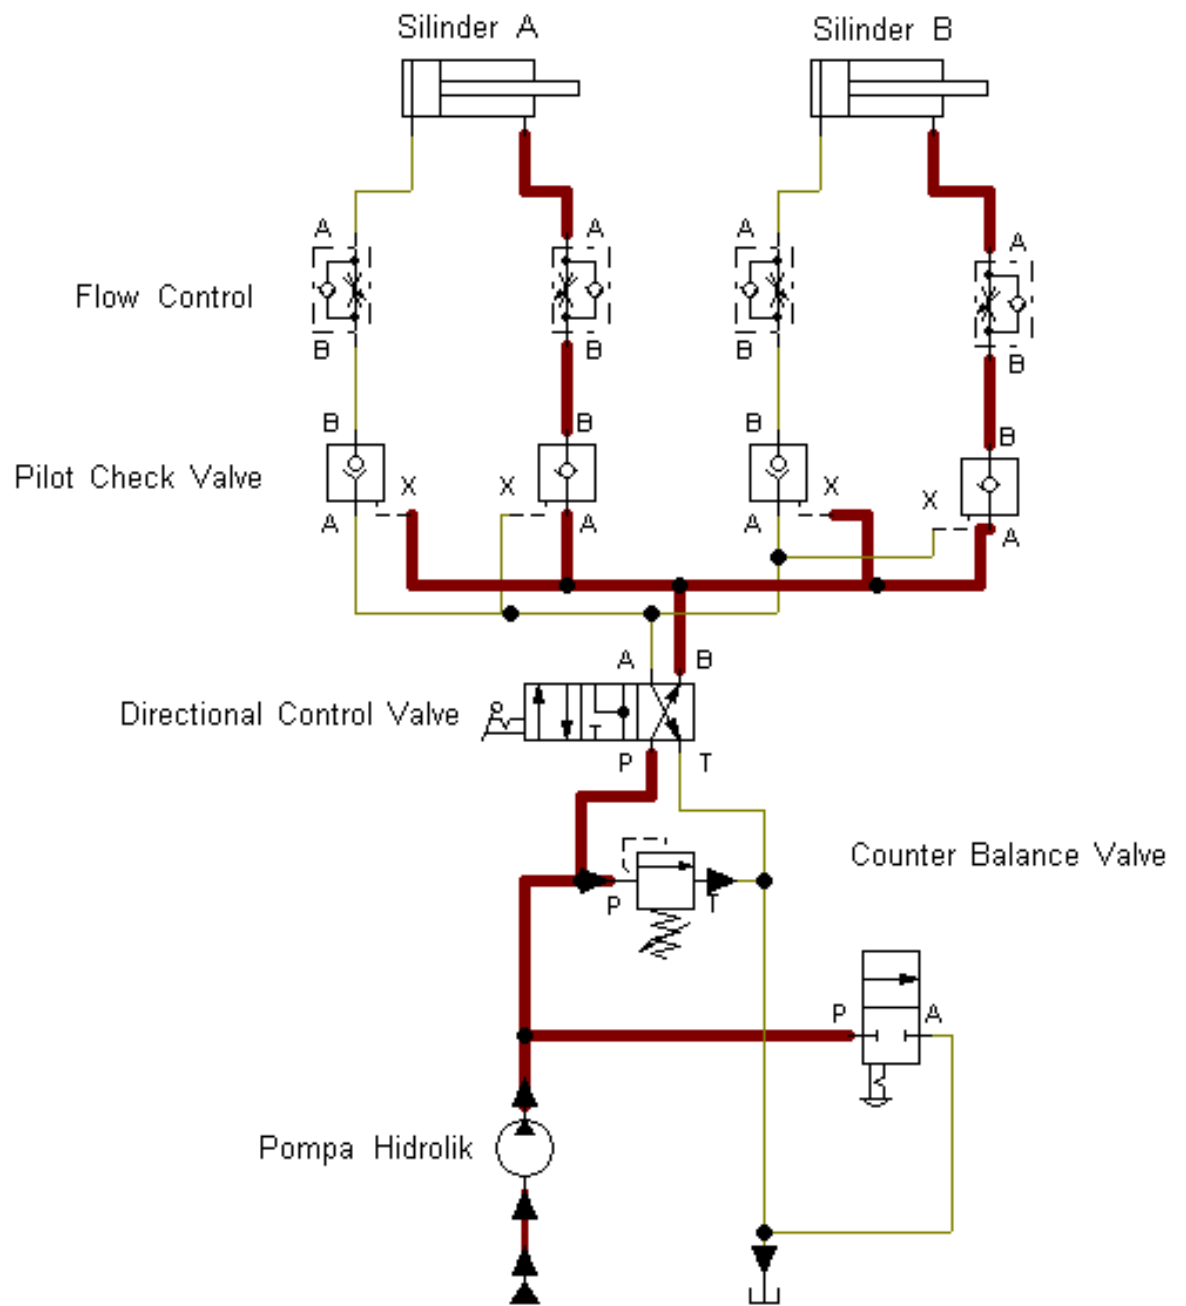 Silinder A
Silinder B
A
A
A
A
Flow Control
B
B
B
B
B
B
B
B
Pilot Check Valve
X
X
X
X
A
A
A
A
A
B
Directional Control Valve
T
P
T
Counter Balance Valve
P
T
P
A
Pompa Hidrolik